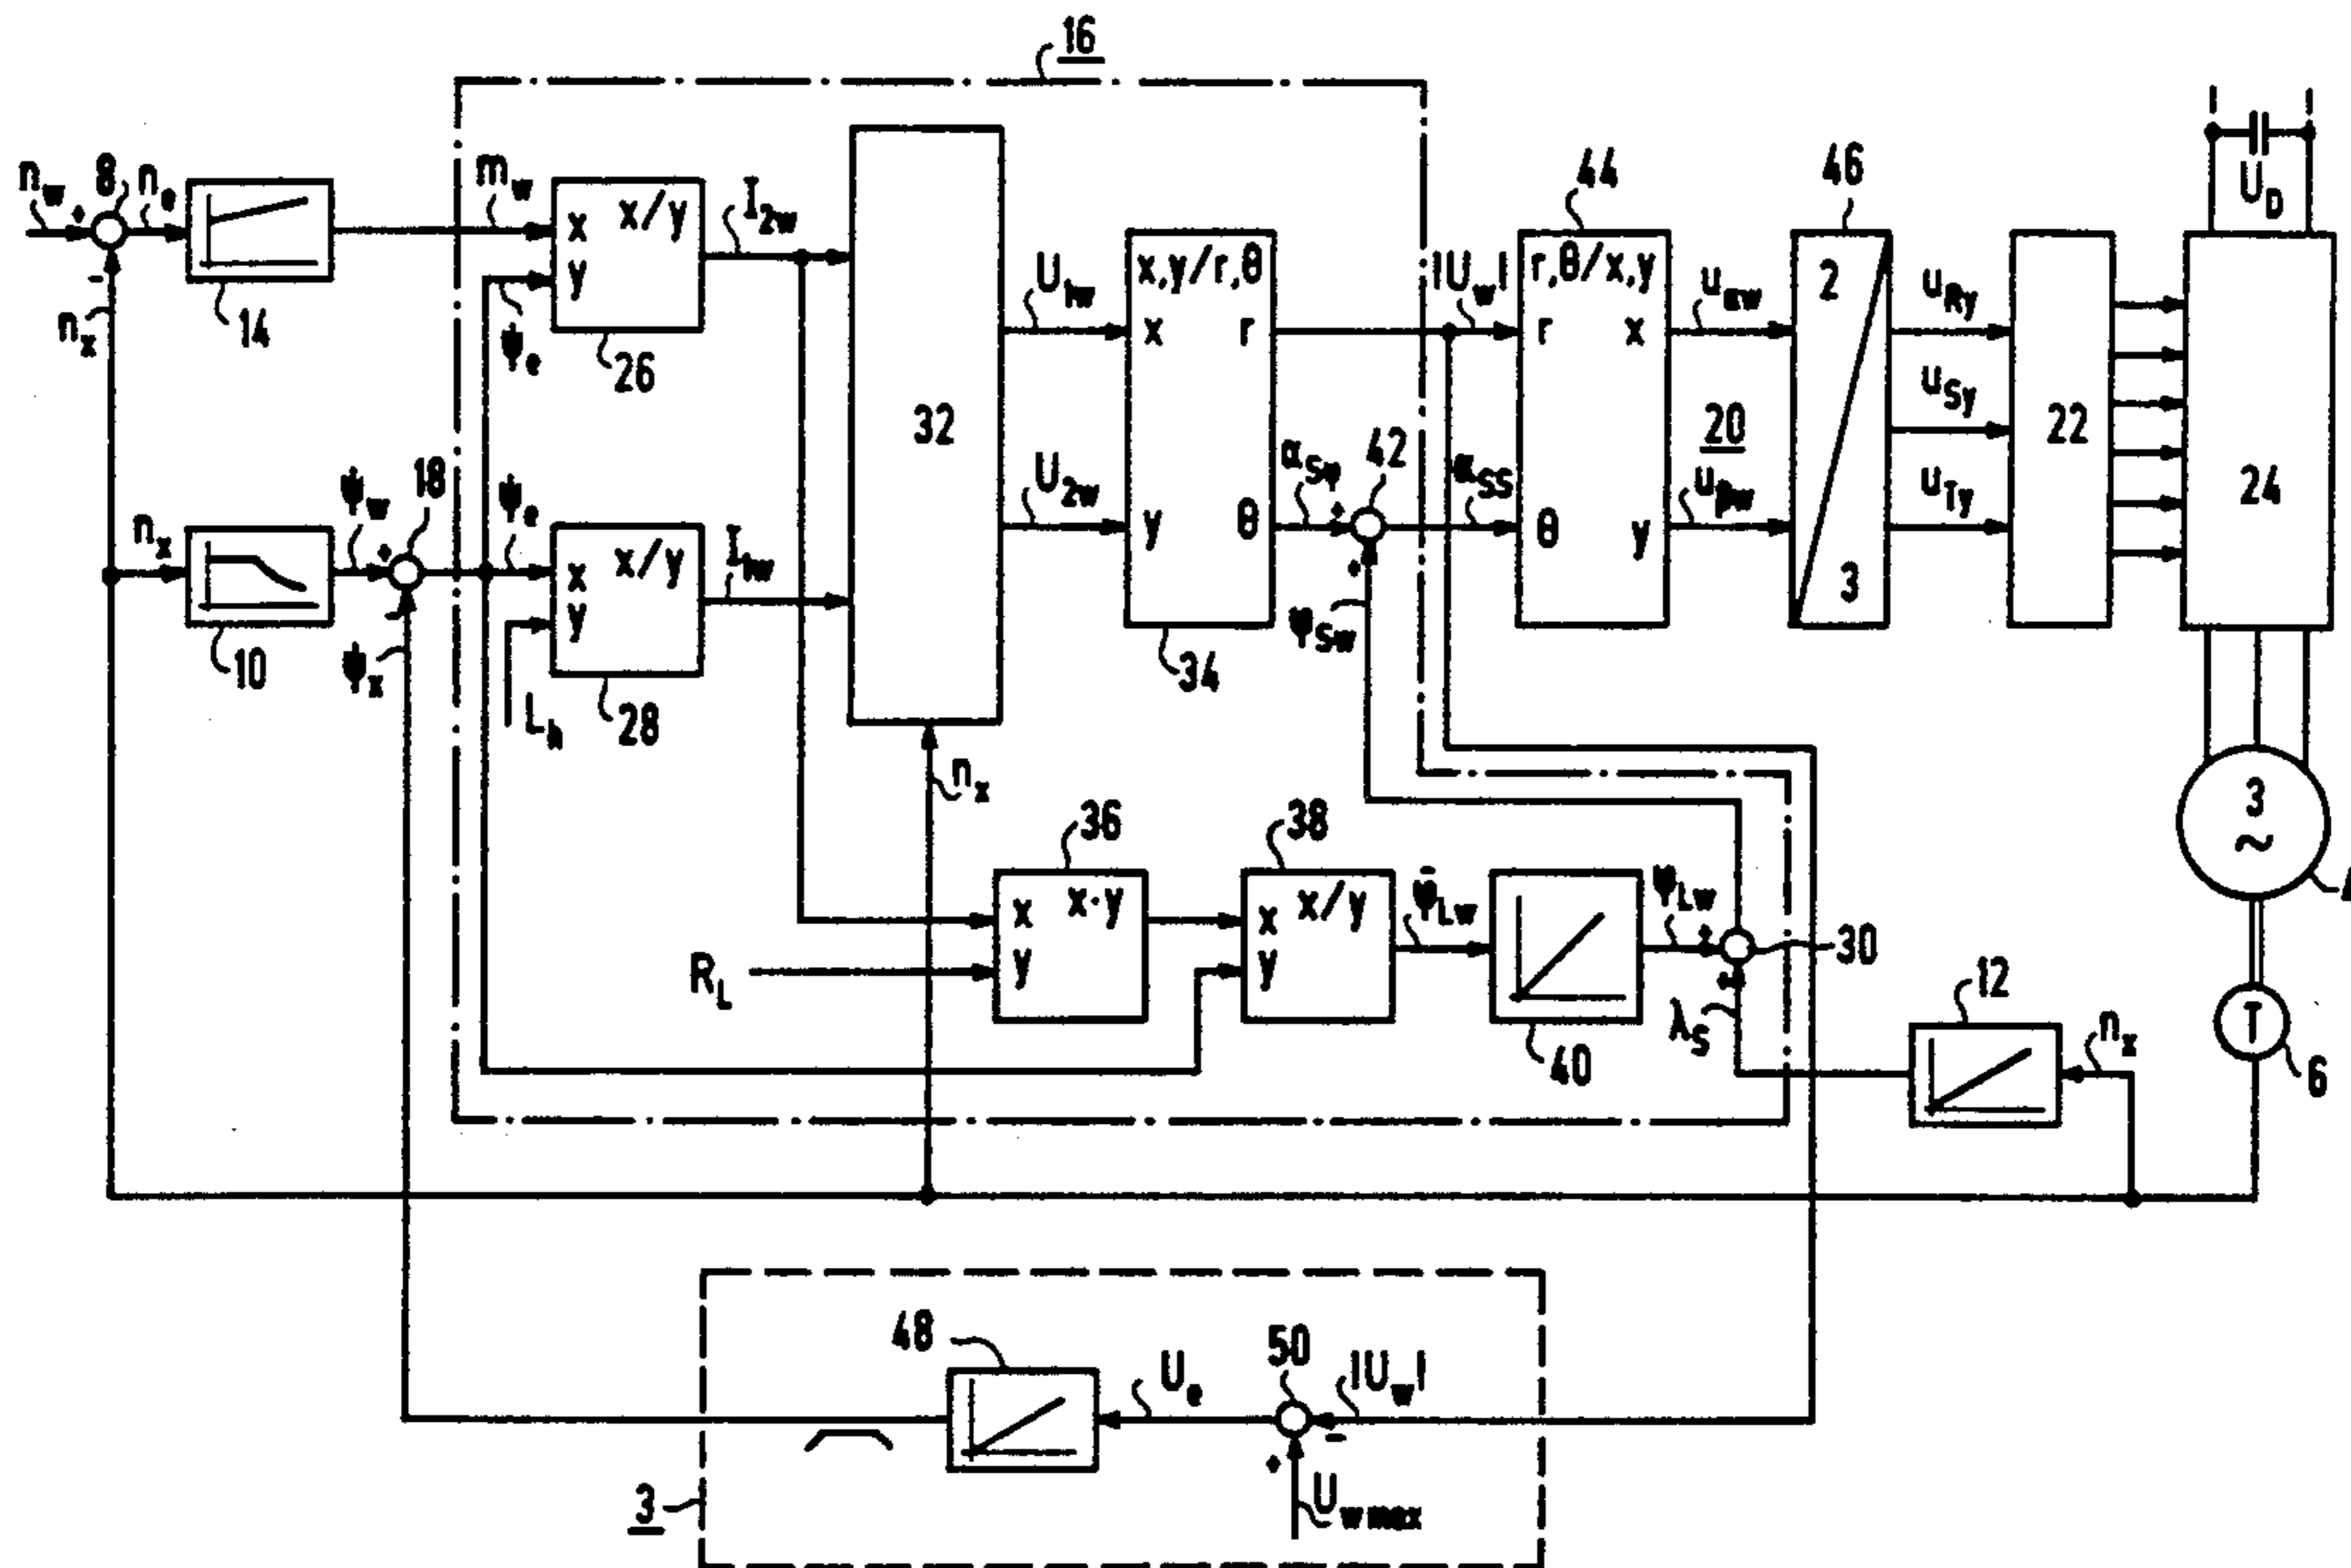 16
n_w
8
n_e
m_w
x
x/y
y
I_2w
44
46
U_D
n_x
14
ψ_e
26
U_1w
x,y/r,θ
x
r
|U_w|
r,θ/x,y
r
x
u_αw
2
u_Ry
32
22
24
u_Sy
20
ψ_w
18
ψ_e
n_x
10
ψ_x
x
x/y
y
I_1w
L_h
28
U_2w
y
θ
42
α_SS
θ
y
u_βw
3
u_Ty
ψ_Sw
34
n_x
3
~
36
38
x
x·y
y
x
x/y
y
R_L
ψ_Lw
40
30
λ_S
12
n_x
T
6
48
U_e
50
|U_w|
3
U_wmax